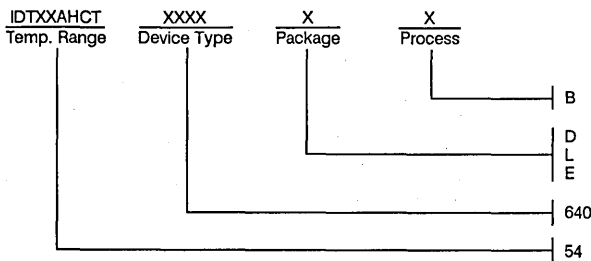 IDTXXAHCT XXXX X X
Temp. Range Device Type Package Process
B
D
L
E
640
54